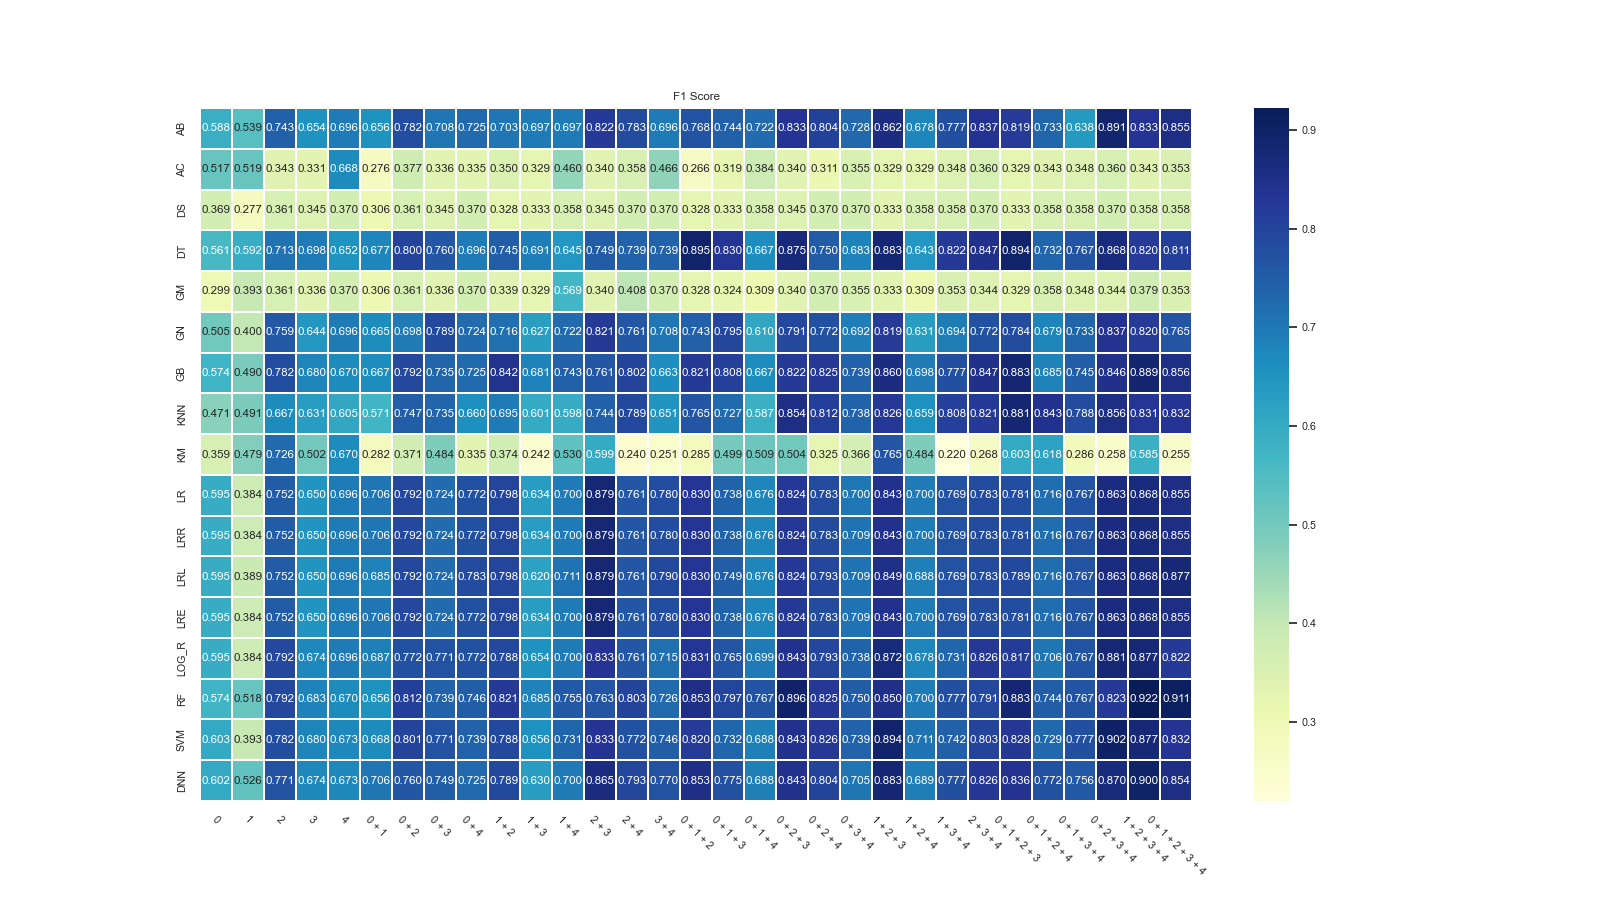 F1 Score
AB 0.588 0.539 0.743 0.654 0.696 0.656 0.782 0.708 0.725 0.703 0.697 0.697 0.822 0.783 0.696 0.768 0.744 0.722 0.833 0.804 0.728 0.862 0.678 0.777 0.837 0.819 0.733 0.638 0.891 0.833 0.855
AC 0.517 0.519 0.343 0.331 0.668 0.276 0.377 0.336 0.335 0.350 0.329 0.460 0.340 0.358 0.466 0.266 0.319 0.384 0.340 0.311 0.355 0.329 0.329 0.348 0.360 0.329 0.343 0.348 0.360 0.343 0.353
DS 0.369 0.277 0.361 0.345 0.370 0.306 0.361 0.345 0.370 0.328 0.333 0.358 0.345 0.370 0.370 0.328 0.333 0.358 0.345 0.370 0.370 0.333 0.358 0.358 0.370 0.333 0.358 0.358 0.370 0.358 0.358
DT 0.561 0.592 0.713 0.698 0.652 0.677 0.800 0.760 0.696 0.745 0.691 0.645 0.749 0.739 0.739 0.895 0.830 0.667 0.875 0.750 0.683 0.883 0.643 0.822 0.847 0.894 0.732 0.767 0.868 0.820 0.811
GM 0.299 0.393 0.361 0.336 0.370 0.306 0.361 0.336 0.370 0.339 0.329 0.569 0.340 0.408 0.370 0.328 0.324 0.309 0.340 0.370 0.355 0.333 0.309 0.353 0.344 0.329 0.358 0.348 0.344 0.379 0.353
GN 0.505 0.400 0.759 0.644 0.696 0.665 0.698 0.789 0.724 0.716 0.627 0.722 0.821 0.761 0.708 0.743 0.795 0.610 0.791 0.772 0.692 0.819 0.631 0.694 0.772 0.784 0.679 0.733 0.837 0.820 0.765
GB 0.574 0.490 0.782 0.680 0.670 0.667 0.792 0.735 0.725 0.842 0.681 0.743 0.761 0.802 0.663 0.821 0.808 0.667 0.822 0.825 0.739 0.860 0.698 0.777 0.847 0.883 0.685 0.745 0.846 0.889 0.856
KNN 0.471 0.491 0.667 0.631 0.605 0.571 0.747 0.735 0.660 0.695 0.601 0.598 0.744 0.789 0.651 0.765 0.727 0.587 0.854 0.812 0.738 0.826 0.659 0.808 0.821 0.881 0.843 0.788 0.856 0.831 0.832
KM 0.359 0.479 0.726 0.502 0.670 0.282 0.371 0.484 0.335 0.374 0.242 0.530 0.599 0.240 0.251 0.285 0.499 0.509 0.504 0.325 0.366 0.765 0.484 0.220 0.268 0.603 0.618 0.286 0.258 0.585 0.255
LR 0.595 0.384 0.752 0.650 0.696 0.706 0.792 0.724 0.772 0.798 0.634 0.700 0.879 0.761 0.780 0.830 0.738 0.676 0.824 0.783 0.700 0.843 0.700 0.769 0.783 0.781 0.716 0.767 0.863 0.868 0.855
LRR 0.595 0.384 0.752 0.650 0.696 0.706 0.792 0.724 0.772 0.798 0.634 0.700 0.879 0.761 0.780 0.830 0.738 0.676 0.824 0.783 0.709 0.843 0.700 0.769 0.783 0.781 0.716 0.767 0.863 0.868 0.855
LRL 0.595 0.389 0.752 0.650 0.696 0.685 0.792 0.724 0.783 0.798 0.620 0.711 0.879 0.761 0.790 0.830 0.749 0.676 0.824 0.793 0.709 0.849 0.688 0.769 0.783 0.789 0.716 0.767 0.863 0.868 0.877
LRE 0.595 0.384 0.752 0.650 0.696 0.706 0.792 0.724 0.772 0.798 0.634 0.700 0.879 0.761 0.780 0.830 0.738 0.676 0.824 0.783 0.709 0.843 0.700 0.769 0.783 0.781 0.716 0.767 0.863 0.868 0.855
LOG_R 0.595 0.384 0.792 0.674 0.696 0.687 0.772 0.771 0.772 0.788 0.654 0.700 0.833 0.761 0.715 0.831 0.765 0.699 0.843 0.793 0.738 0.872 0.678 0.731 0.826 0.817 0.706 0.767 0.881 0.877 0.822
RF 0.574 0.518 0.792 0.683 0.670 0.656 0.812 0.739 0.746 0.821 0.685 0.755 0.763 0.803 0.726 0.853 0.797 0.767 0.896 0.825 0.750 0.850 0.700 0.777 0.791 0.883 0.744 0.767 0.823 0.922 0.911
SVM 0.603 0.393 0.782 0.680 0.673 0.668 0.801 0.771 0.739 0.788 0.656 0.731 0.833 0.772 0.746 0.820 0.732 0.688 0.843 0.826 0.739 0.894 0.711 0.742 0.803 0.828 0.729 0.777 0.902 0.877 0.832
DNN 0.602 0.526 0.771 0.674 0.673 0.706 0.760 0.749 0.725 0.789 0.630 0.700 0.865 0.793 0.770 0.853 0.775 0.688 0.843 0.804 0.705 0.883 0.689 0.777 0.826 0.836 0.772 0.756 0.870 0.900 0.854
0
1
2
3
4
0 + 1
0 + 2
0 + 3
0 + 4
1 + 2
1 + 3
1 + 4
2 + 3
2 + 4
3 + 4
0 + 1 + 2
0 + 1 + 3
0 + 1 + 4
0 + 2 + 3
0 + 2 + 4
0 + 3 + 4
1 + 2 + 3
1 + 2 + 4
1 + 3 + 4
2 + 3 + 4
0 + 1 + 2 + 3
0 + 1 + 2 + 4
0 + 1 + 3 + 4
0 + 2 + 3 + 4
1 + 2 + 3 + 4
0 + 1 + 2 + 3 + 4
0.9
0.8
0.7
0.6
0.5
0.4
0.3